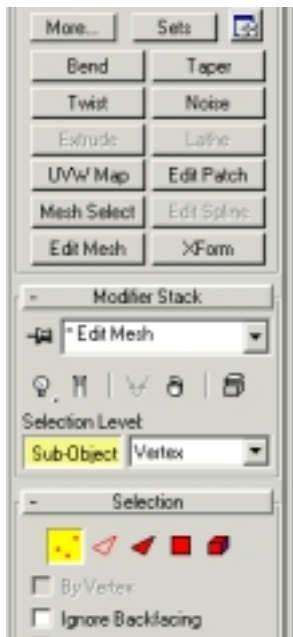 More... Sets
Bend Taper
Twist Noise
Extrude Lathe
UVW Map Edit Patch
Mesh Select Edit Spline
Edit Mesh XForm
- Modifier Stack
* Edit Mesh
Selection Level:
Sub-Object Vertex
- Selection
By Vertex
Ignore Backfacing